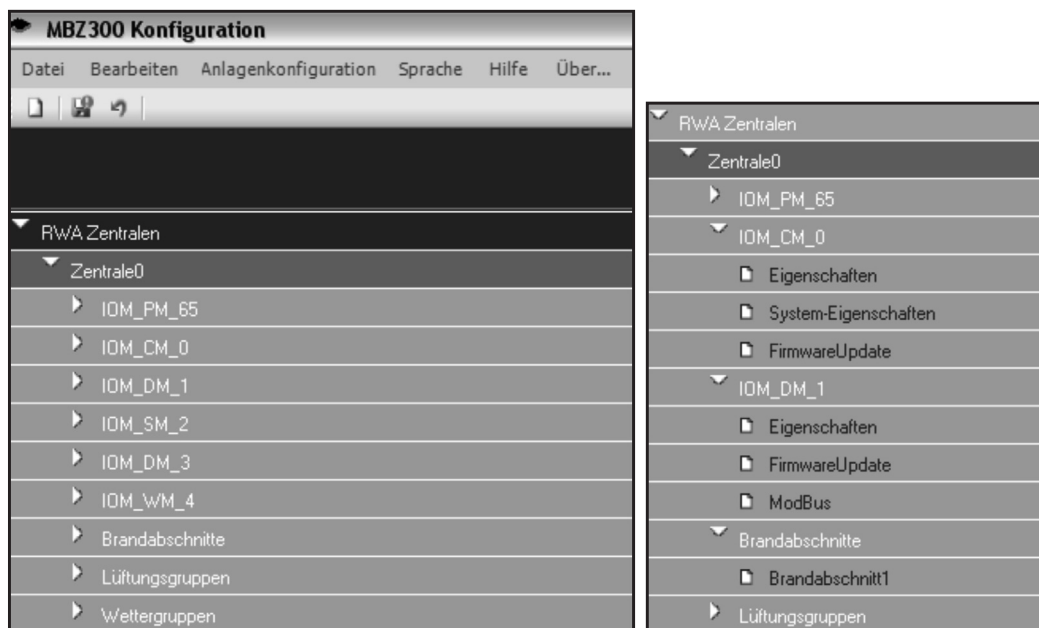 MBZ300 Konfiguration
Datei Bearbeiten Anlagenkonfiguration Sprache Hilfe Über...
RWA Zentralen
Zentrale0
IOM_PM_65
IOM_CM_0
IOM_DM_1
IOM_SM_2
IOM_DM_3
IOM_WM_4
Brandabschnitte
Lüftungsgruppen
Wettergruppen
RWA Zentralen
Zentrale0
IOM_PM_65
IOM_CM_0
Eigenschaften
System-Eigenschaften
FirmwareUpdate
IOM_DM_1
Eigenschaften
FirmwareUpdate
ModBus
Brandabschnitte
Brandabschnitt1
Lüftungsgruppen